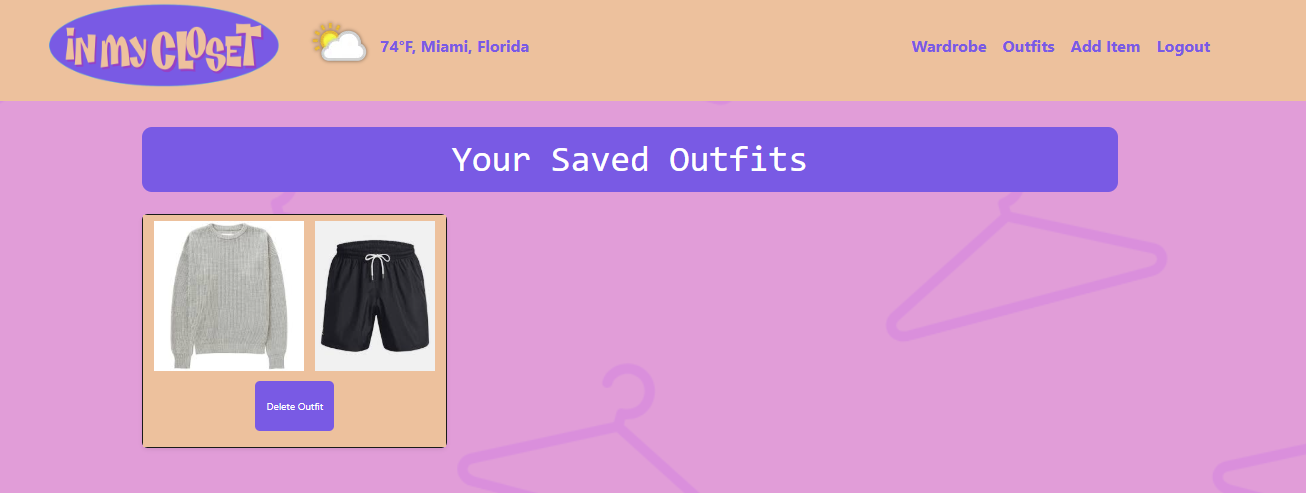 iN MY CLOSET
74°F, Miami, Florida
Wardrobe Outfits Add Item Logout
Your Saved Outfits
Delete Outfit